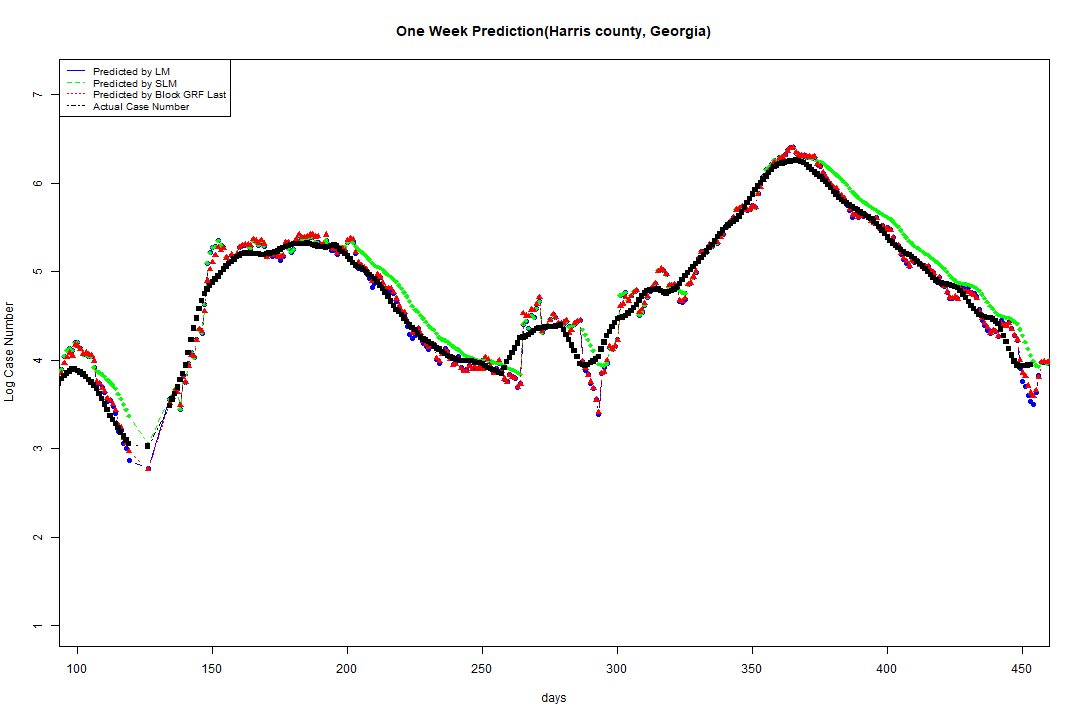 One Week Prediction(Harris county, Georgia)
Predicted by LM
Predicted by SLM
Predicted by Block GRF Last
Actual Case Number
Log Case Number
7
6
5
4
3
2
1
100 150 200 250 300 350 400 450
days